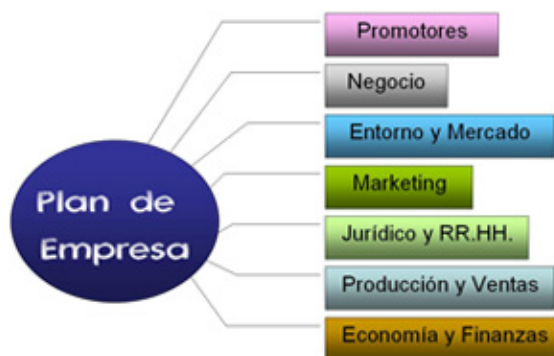 Plan de
Empresa
Promotores
Negocio
Entorno y Mercado
Marketing
Jurídico y RR.HH.
Producción y Ventas
Economía y Finanzas